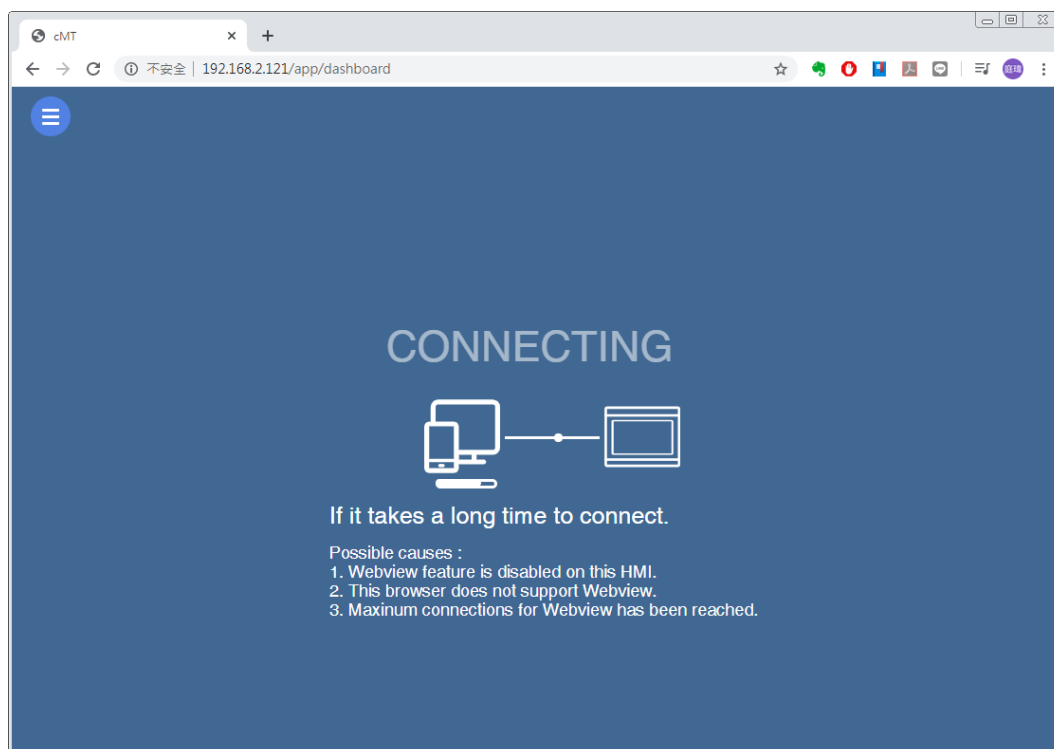 cMT
不安全 | 192.168.2.121/app/dashboard
CONNECTING
If it takes a long time to connect.
Possible causes :
1. Webview feature is disabled on this HMI.
2. This browser does not support Webview.
3. Maxinum connections for Webview has been reached.